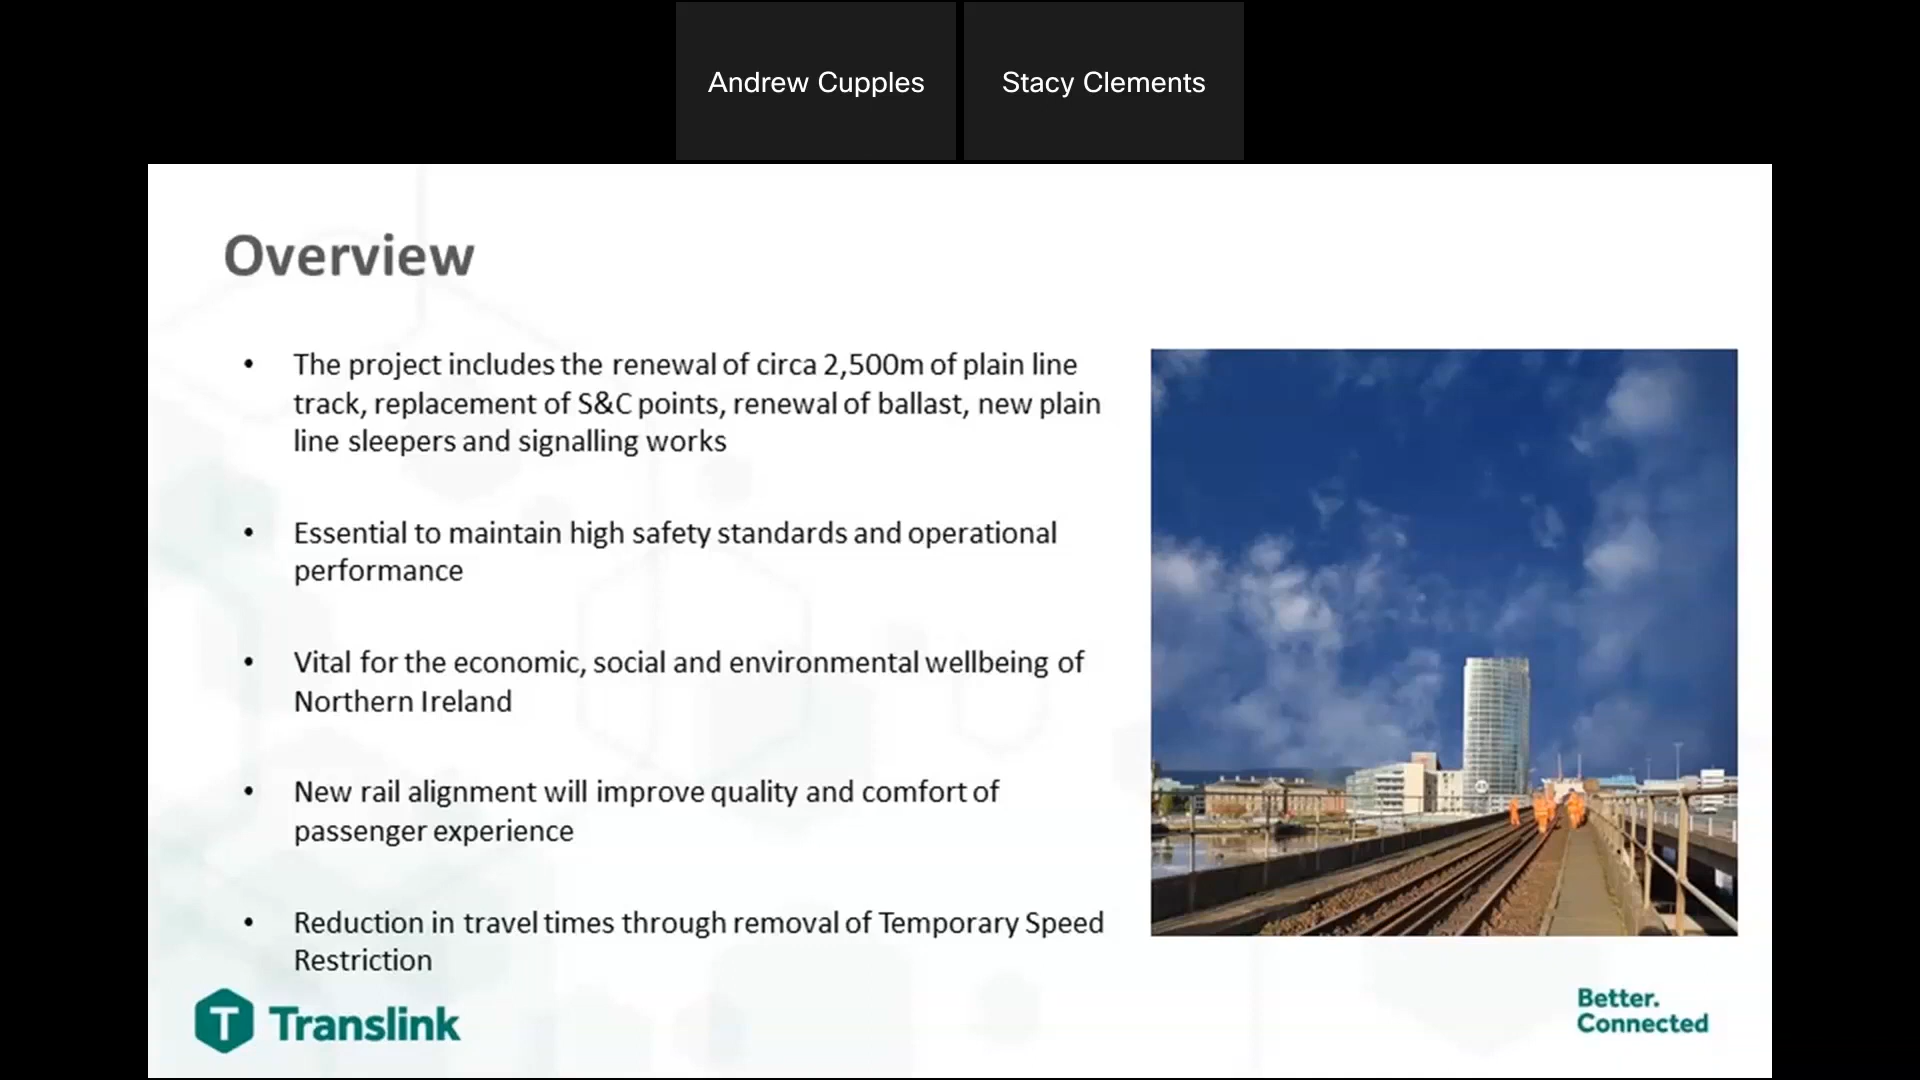 Andrew Cupples
Stacy Clements
Overview
• The project includes the renewal of circa 2,500m of plain line
track, replacement of S&C points, renewal of ballast, new plain
line sleepers and signalling works
• Essential to maintain high safety standards and operational
performance
• Vital for the economic, social and environmental wellbeing of
Northern Ireland
• New rail alignment will improve quality and comfort of
passenger experience
• Reduction in travel times through removal of Temporary Speed
Restriction
T Translink
Better.
Connected